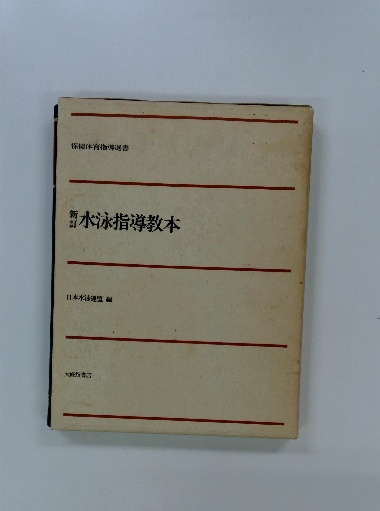 保健体育指導選書
新訂 水泳指導教本
日本水泳連盟 編
大修館書店